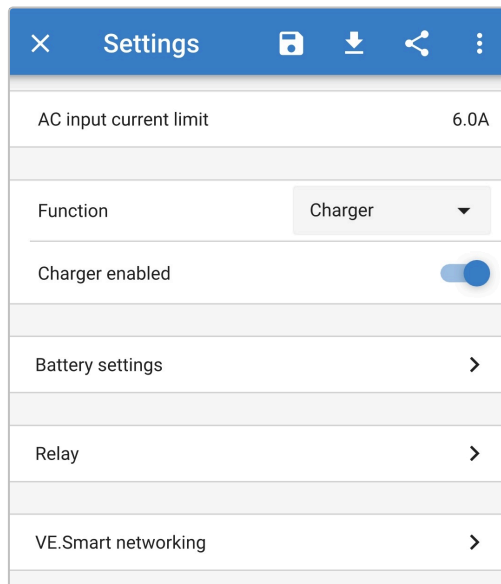 Settings
AC input current limit 6.0A
Function Charger
Charger enabled
Battery settings
Relay
VE.Smart networking